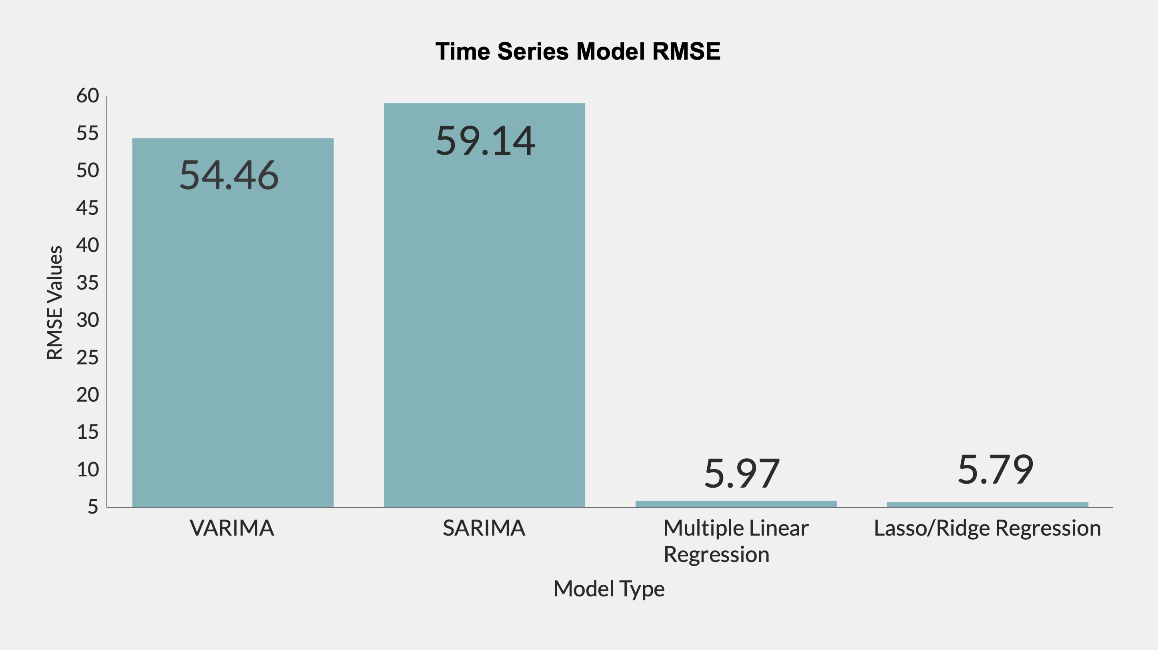 Time Series Model RMSE
60
55
50
45
40
35
30
25
20
15
10
5
RMSE Values
54.46
59.14
5.97
5.79
VARIMA
SARIMA
Multiple Linear
Regression
Lasso/Ridge Regression
Model Type